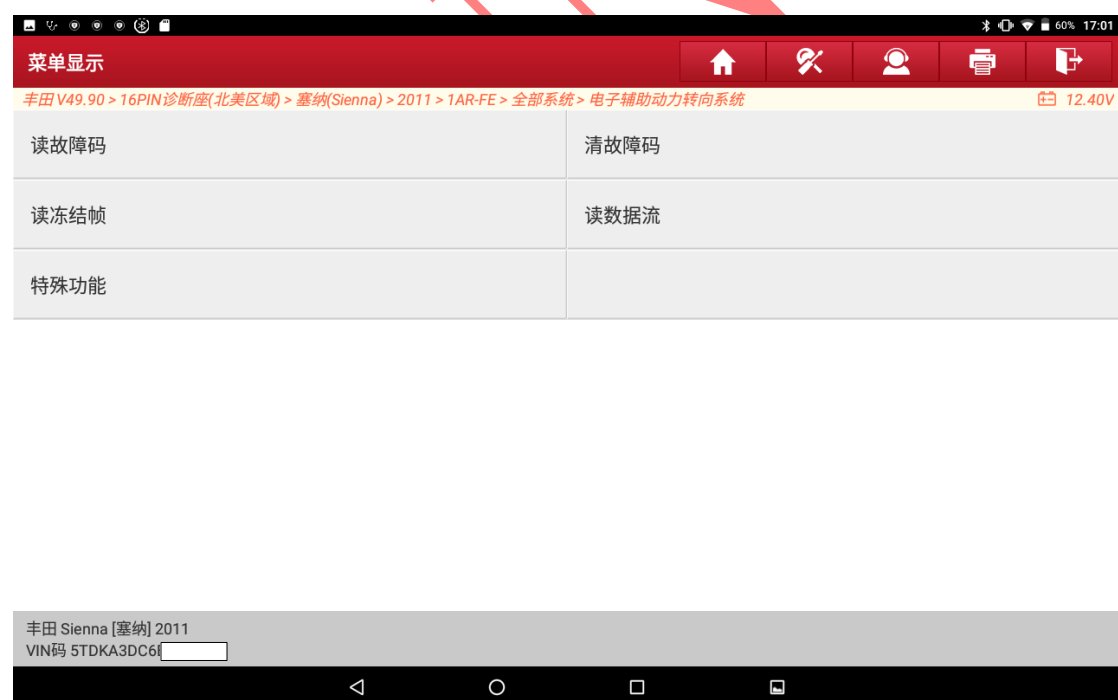 60% 17:01
菜单显示
丰田 V49.90 > 16PIN诊断座(北美区域) > 塞纳(Sienna) > 2011 > 1AR-FE > 全部系统 > 电子辅助动力转向系统 12.40V
读故障码 清故障码
读冻结帧 读数据流
特殊功能
丰田 Sienna [塞纳] 2011
VIN码 5TDKA3DC6